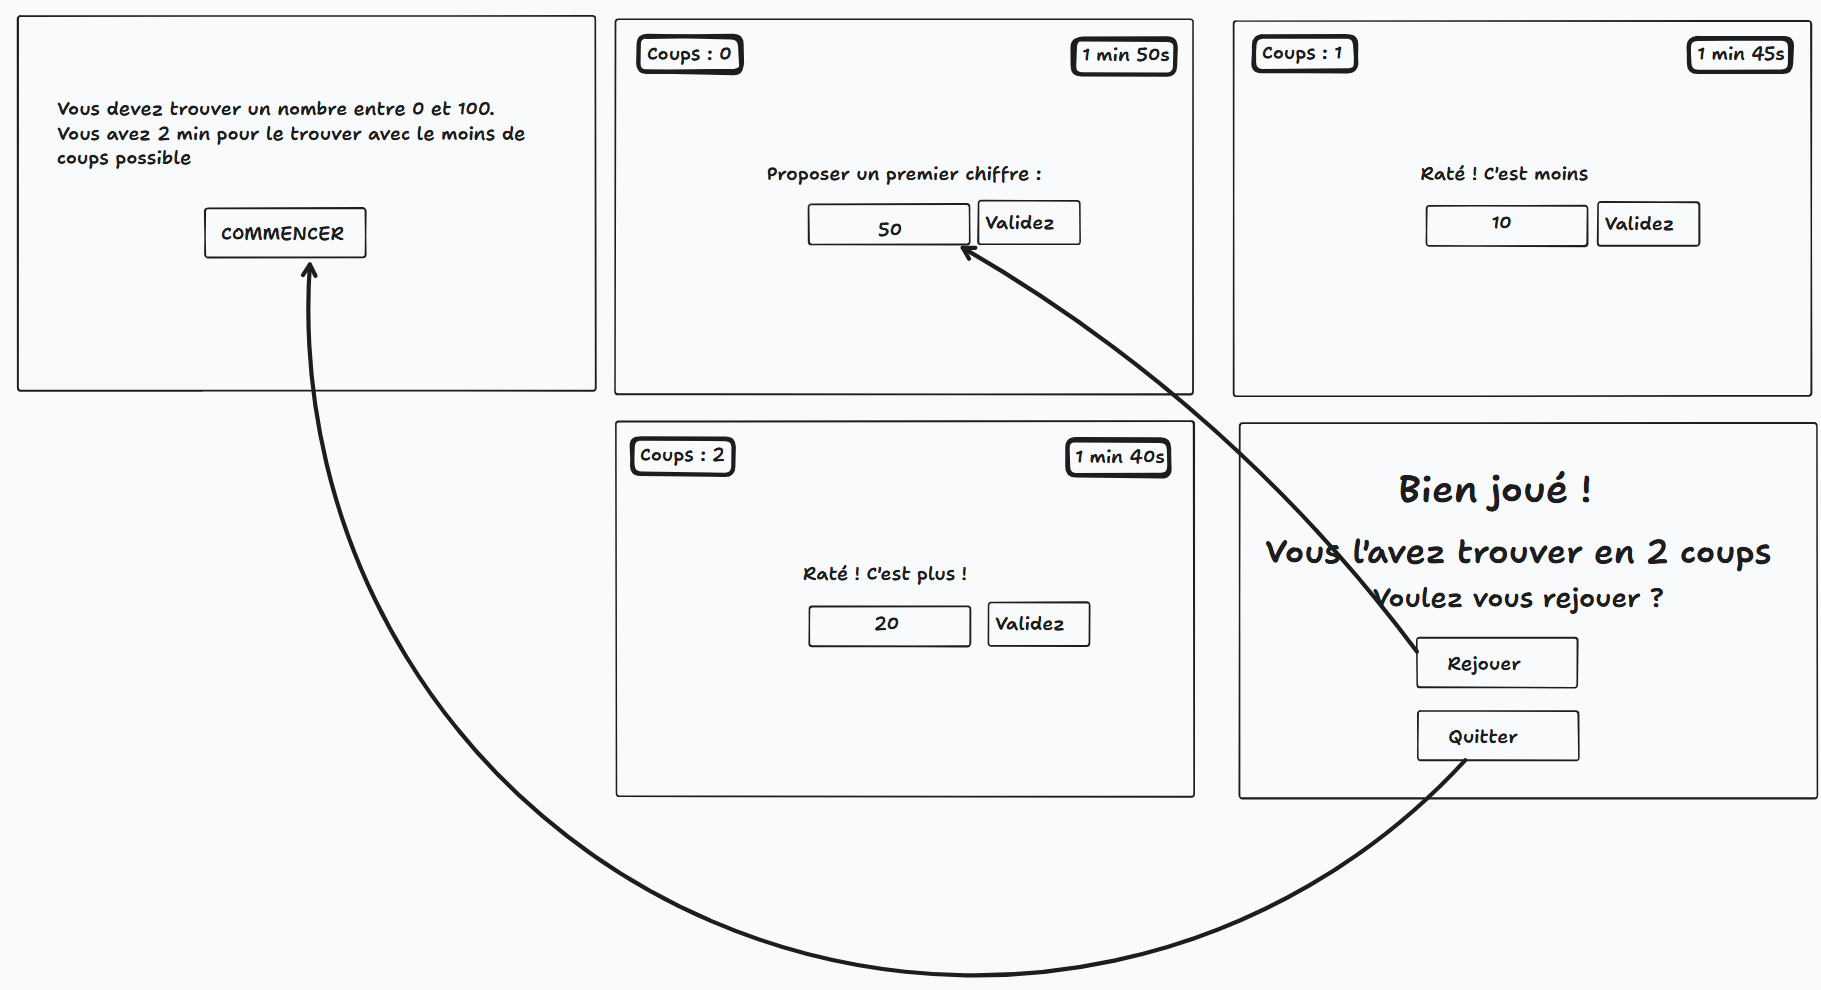 Vous devez trouver un nombre entre 0 et 100.
Vous avez 2 min pour le trouver avec le moins de
coups possible
COMMENCER
Coups : 0
1 min 50s
Proposer un premier chiffre :
50
Validez
Coups : 1
1 min 45s
Raté ! C'est moins
10
Validez
Coups : 2
1 min 40s
Raté ! C'est plus !
20
Validez
Bien joué !
Vous l'avez trouver en 2 coups
Voulez vous rejouer ?
Rejouer
Quitter